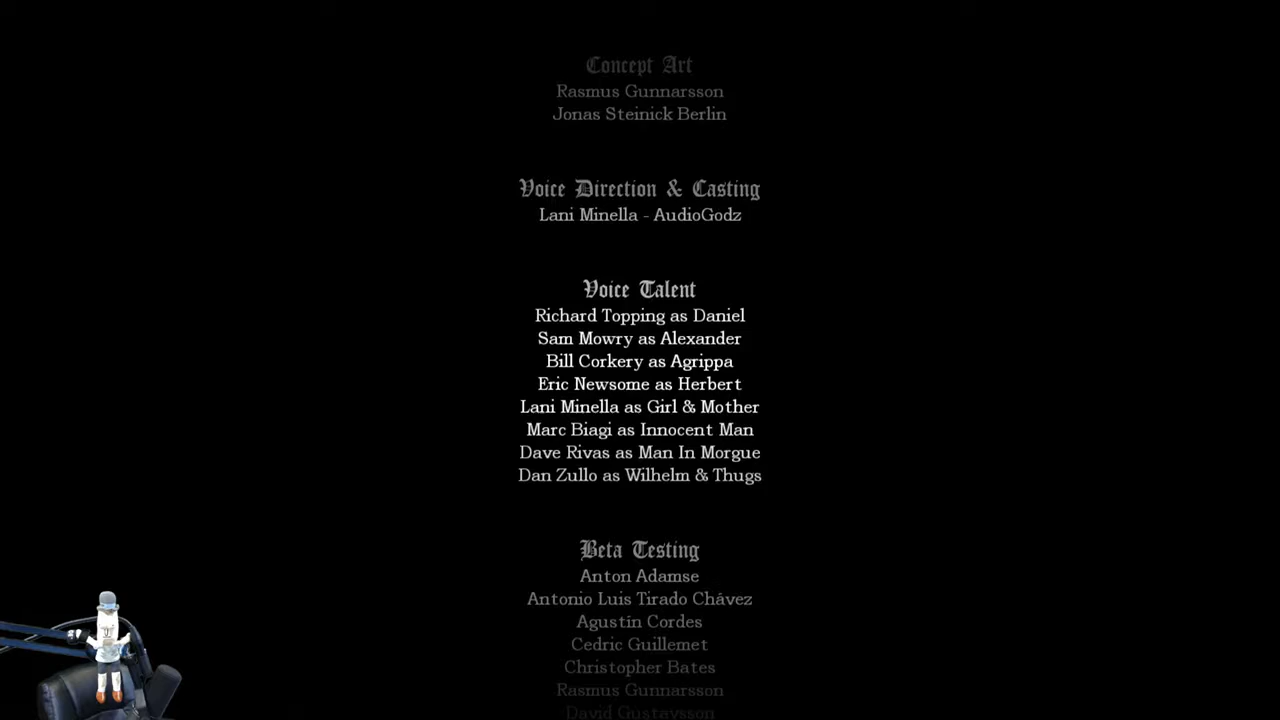 Concept Art
Rasmus Gunnarsson
Jonas Steinick Berlin
Voice Direction & Casting
Lani Minella - AudioGodz
Voice Talent
Richard Topping as Daniel
Sam Mowry as Alexander
Bill Corkery as Agrippa
Eric Newsome as Herbert
Lani Minella as Girl & Mother
Marc Biagi as Innocent Man
Dave Rivas as Man In Morgue
Dan Zullo as Wilhelm & Thugs
Beta Testing
Anton Adamse
Antonio Luis Tirado Chávez
Agustín Cordes
Cedric Guillemet
Christopher Bates
Rasmus Gunnarsson
David Gustavsson